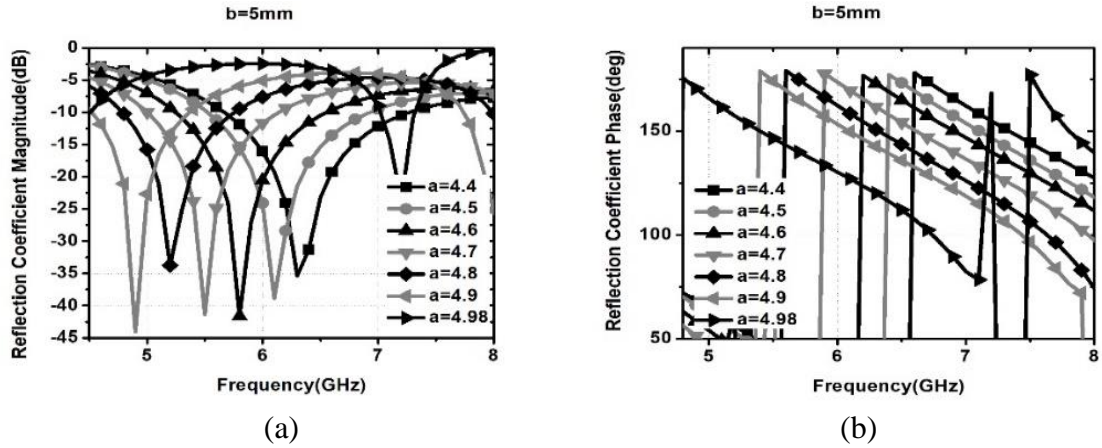 b=5mm
Reflection Coefficient Magnitude(dB)
0
-5
-10
-15
-20
-25
-30
-35
-40
-45
a=4.4
a=4.5
a=4.6
a=4.7
a=4.8
a=4.9
a=4.98
5 6 7 8
Frequency(GHz)
(a)
b=5mm
Reflection Coefficient Phase(deg)
150
100
50
a=4.4
a=4.5
a=4.6
a=4.7
a=4.8
a=4.9
a=4.98
5 6 7 8
Frequency(GHz)
(b)